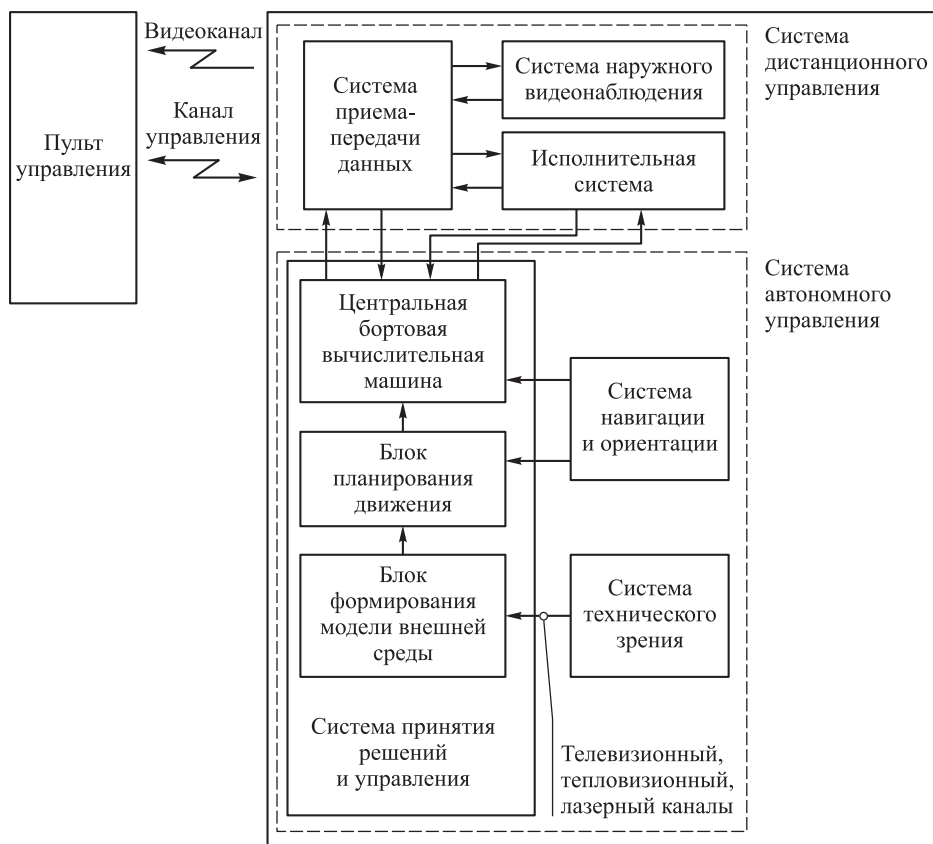 Видеоканал
Канал
управления
Пульт
управления
Система
приема-
передачи
данных
Система наружного
видеонаблюдения
Исполнительная
система
Система
дистанционного
управления
Система
автономного
управления
Центральная
бортовая
вычислительная
машина
Система
навигации
и ориентации
Блок
планирования
движения
Блок
формирования
модели внешней
среды
Система
технического
зрения
Система принятия
решений
и управления
Телевизионный,
тепловизионный,
лазерный каналы